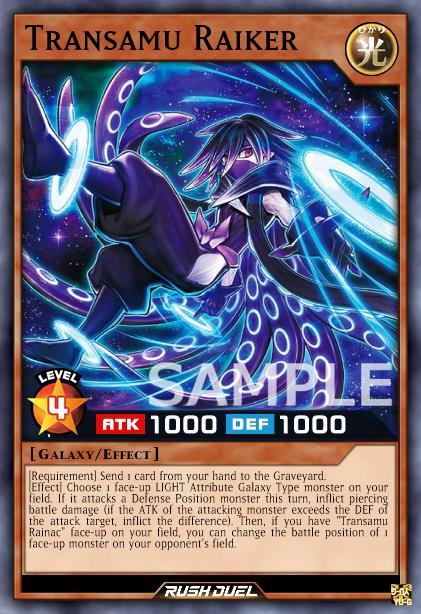 Transamu Raiker
ひかり
光
SAMPLE
LEVEL
4
ATK 1000 DEF 1000
[Galaxy/Effect]
[Requirement] Send 1 card from your hand to the Graveyard.
[Effect] Choose 1 face-up LIGHT Attribute Galaxy Type monster on your
field. If it attacks a Defense Position monster this turn, inflict piercing
battle damage (if the ATK of the attacking monster exceeds the DEF of
the attack target, inflict the difference). Then, if you have "Transamu
Rainac" face-up on your field, you can change the battle position of 1
face-up monster on your opponent's field.
RUSH DUEL